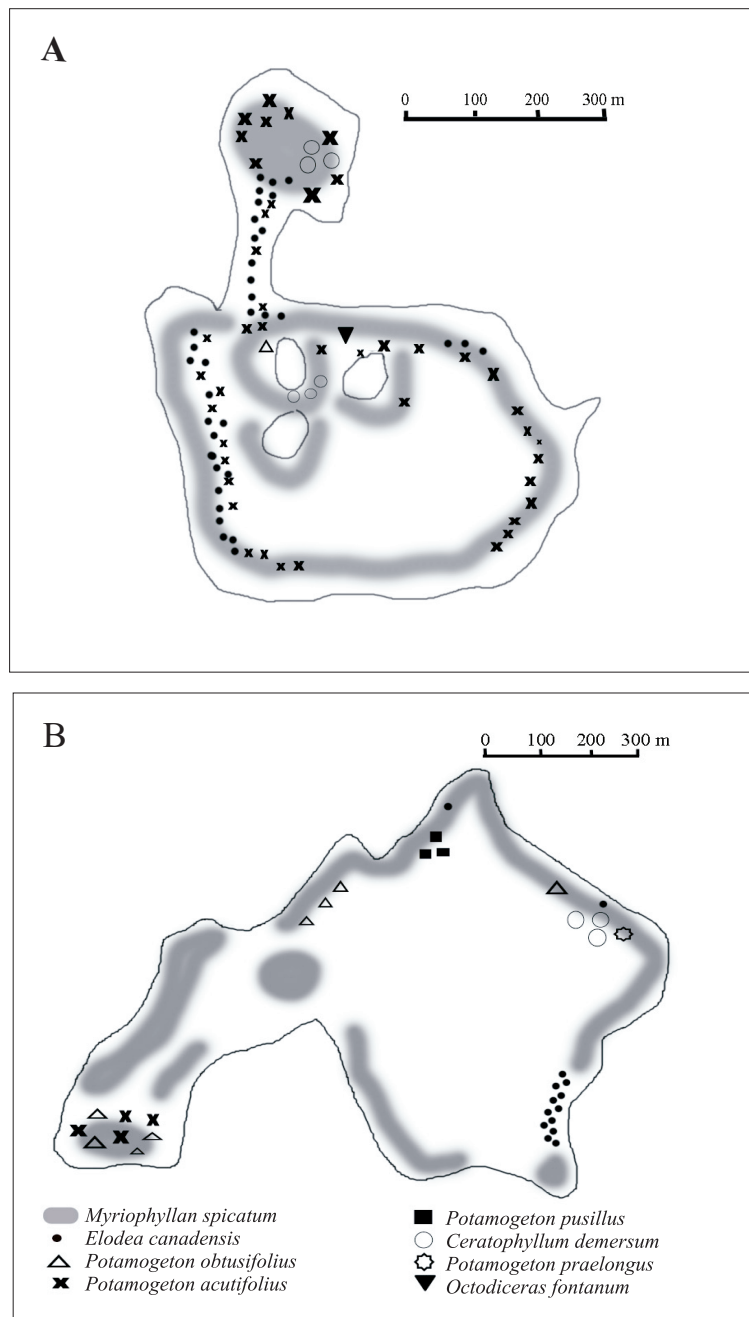 A
0 100 200 300 m
B
0 100 200 300 m
Myriophyllan spicatum
Elodea canadensis
Potamogeton obtusifolius
Potamogeton acutifolius
Potamogeton pusillus
Ceratophyllum demersum
Potamogeton praelongus
Octodiceras fontanum